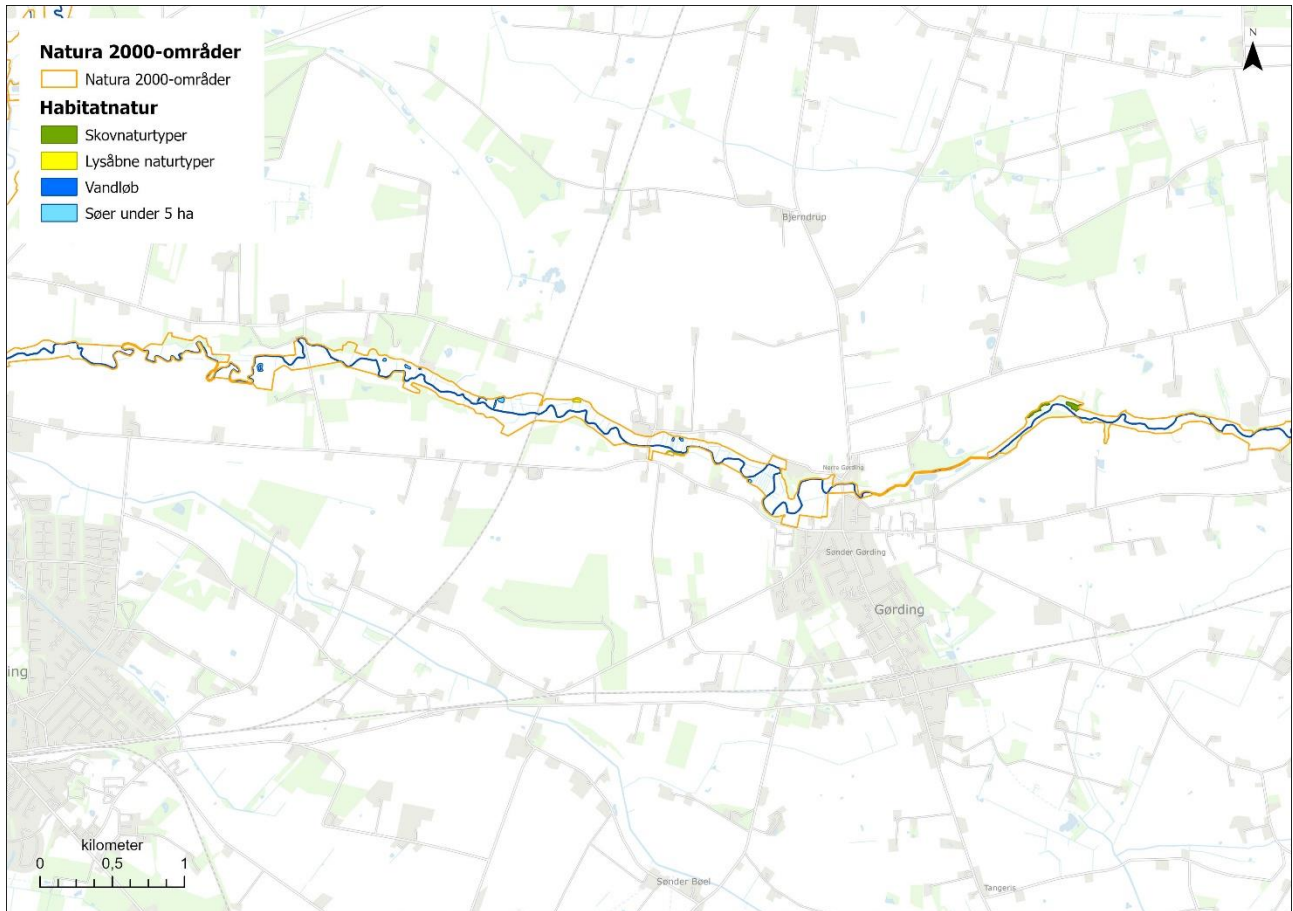 Natura 2000-områder
Natura 2000-områder
Habitatnatur
Skovnaturtyper
Lysåbne naturtyper
Vandløb
Søer under 5 ha
N
Bjerndrup
Nørre Gørding
Sønder Gørding
Gørding
ing
kilometer
0 0,5 1
Sønder Bøel
Tangeris